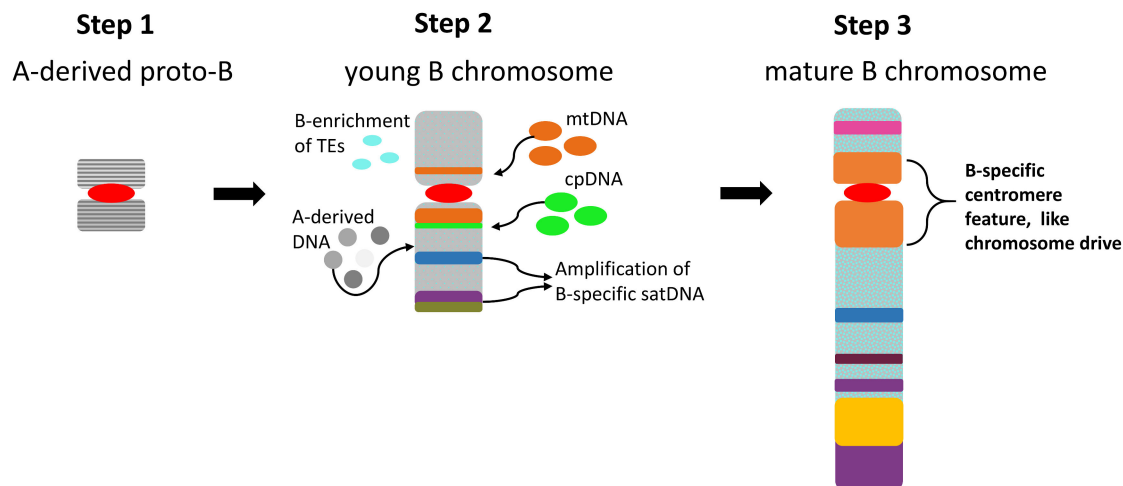 Step 1
A-derived proto-B
Step 2
young B chromosome
Step 3
mature B chromosome
B-enrichment
of TEs
mtDNA
cpDNA
A-derived
DNA
Amplification of
B-specific satDNA
B-specific
centromere
feature, like
chromosome drive